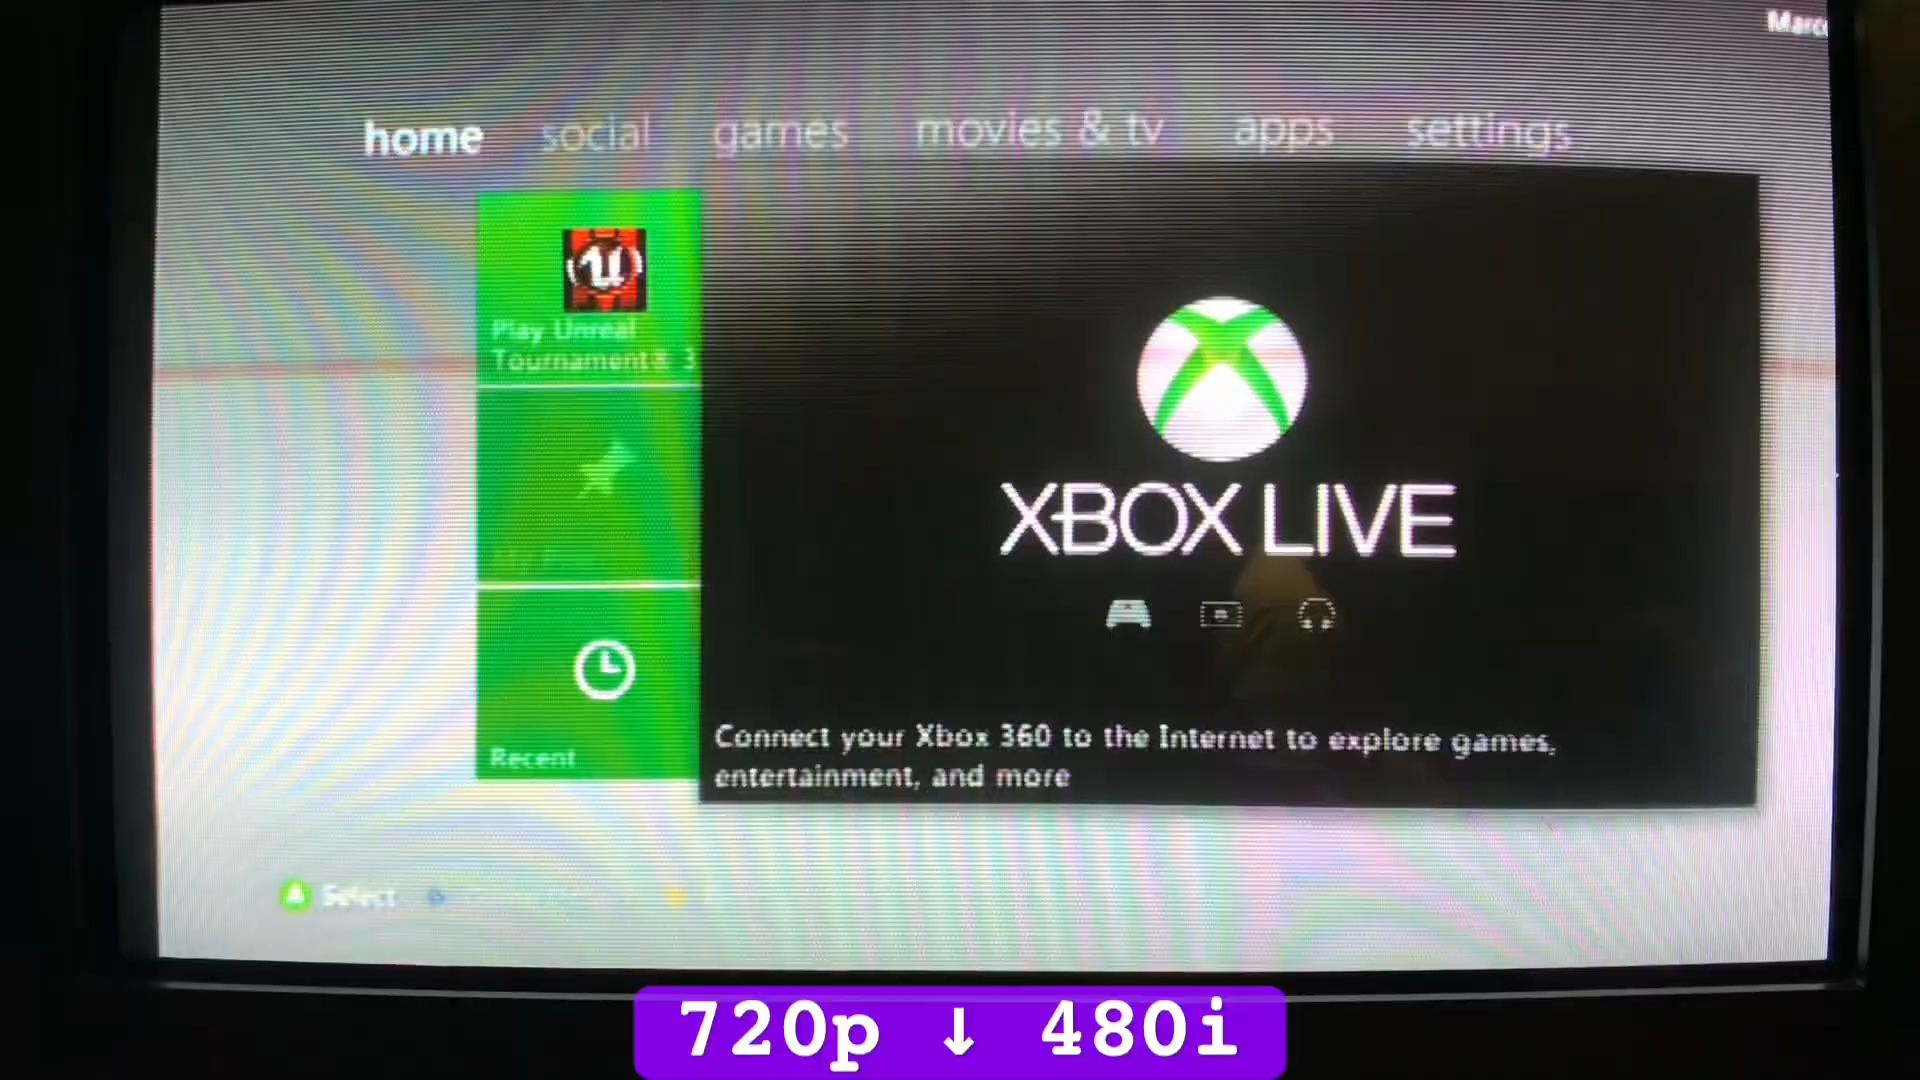 Marc
home social games movies & tv apps settings
Play Unreal
Tournament® 3
Recent
XBOX LIVE
Connect your Xbox 360 to the Internet to explore games,
entertainment, and more
Select
720p ↓ 480i